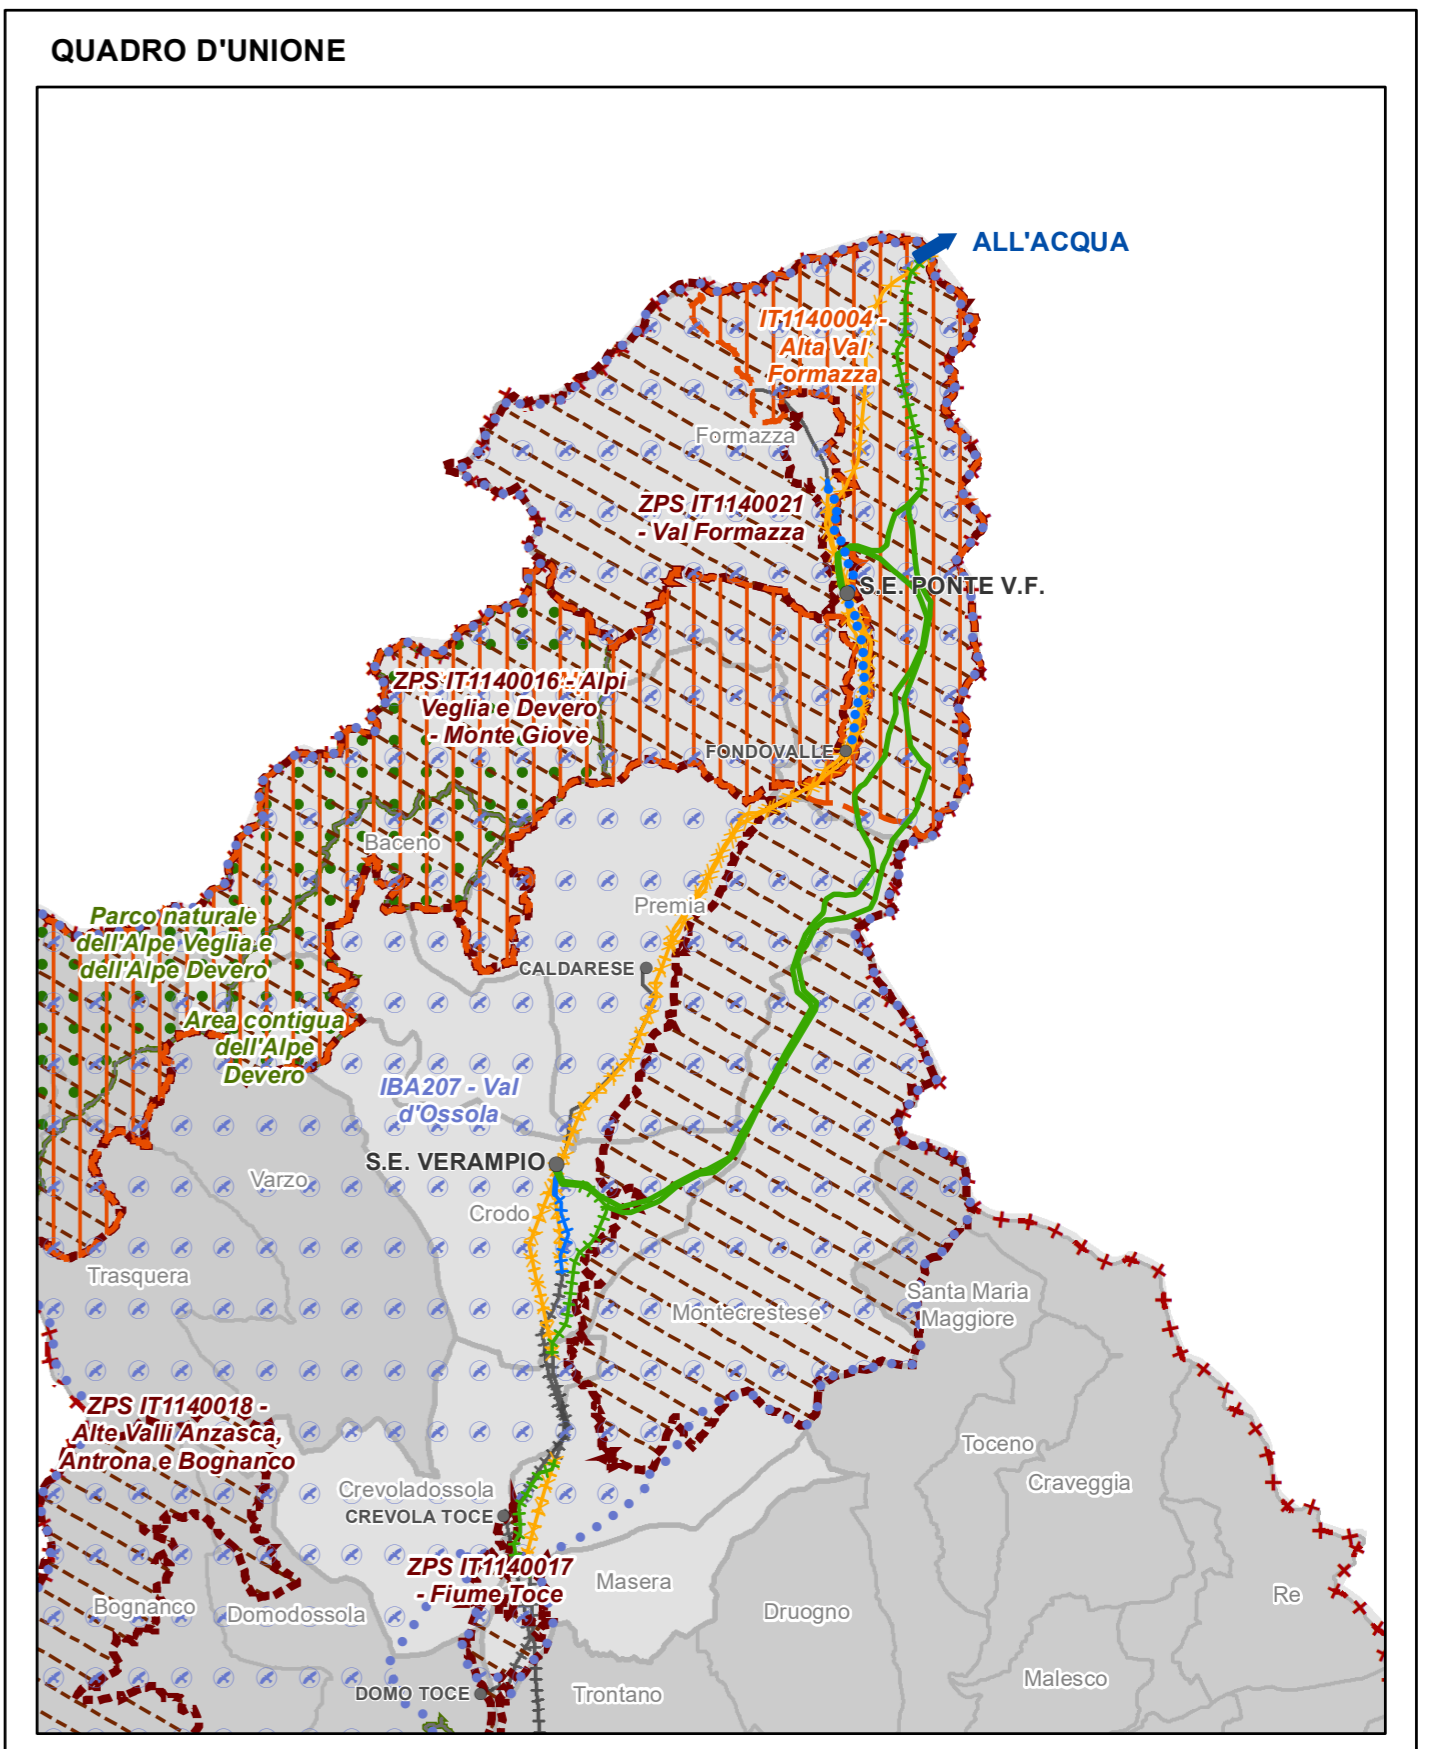 QUADRO D'UNIONE
ALL'ACQUA
IT1140004 -
Alta Val
Formazza
Formazza
ZPS IT1140021
- Val Formazza
S.E. PONTE V.F.
ZPS IT1140016 - Alpi
Veglia e Devero
- Monte Giove
FONDOVALLE
Baceno
Premia
Parco naturale
dell'Alpe Veglia e
dell'Alpe Devero
CALDARESE
Area contigua
dell'Alpe
Devero
IBA207 - Val
d'Ossola
S.E. VERAMPIO
Varzo
Crodo
Trasquera
Santa Maria
Maggiore
Montecrestese
ZPS IT1140018 -
Alte Valli Anzasca,
Antrona e Bognanco
Toceno
Craveggia
Crevoladossola
CREVOLA TOCE
ZPS IT1140017
- Fiume Toce
Masera
Re
Bognanco
Domodossola
Druogno
Malesco
DOMO TOCE
Trontano